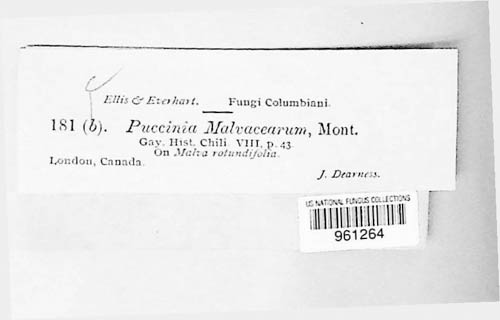 Ellis & Everhart. Fungi Columbiani.
181 (b). Puccinia Malvacearum, Mont.
Gay. Hist. Chili. VIII, p. 43.
On Malva rotundifolia.
London, Canada.
J. Dearness.
US NATIONAL FUNGUS COLLECTIONS
961264